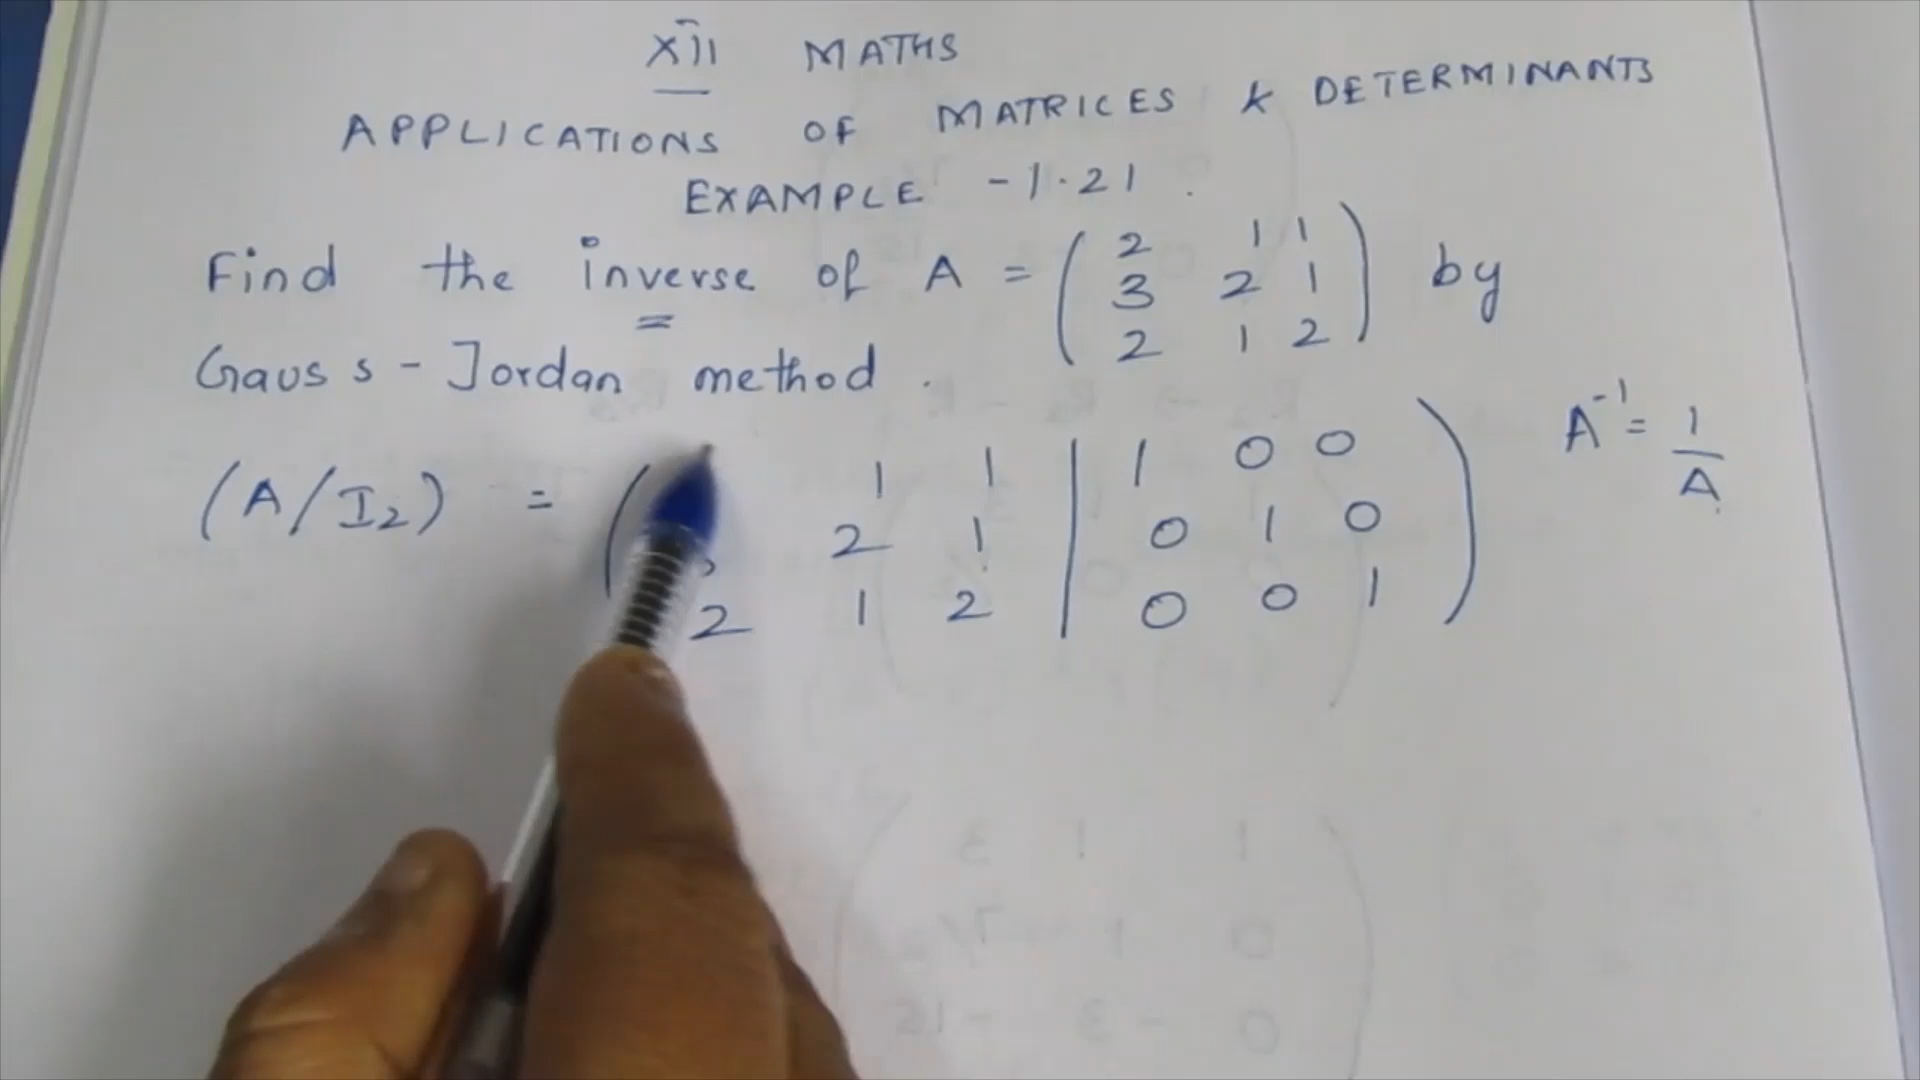 XII MATHS
APPLICATIONS OF MATRICES & DETERMINANTS
EXAMPLE - 1.21.
Find the inverse of A = ( 2 1 1
3 2 1
2 1 2 ) by
Gauss - Jordan method.
(A/I2) = ( 1 1 | 1 0 0
2 1 | 0 1 0
2 1 2 | 0 0 1 )
A⁻¹ = 1
A